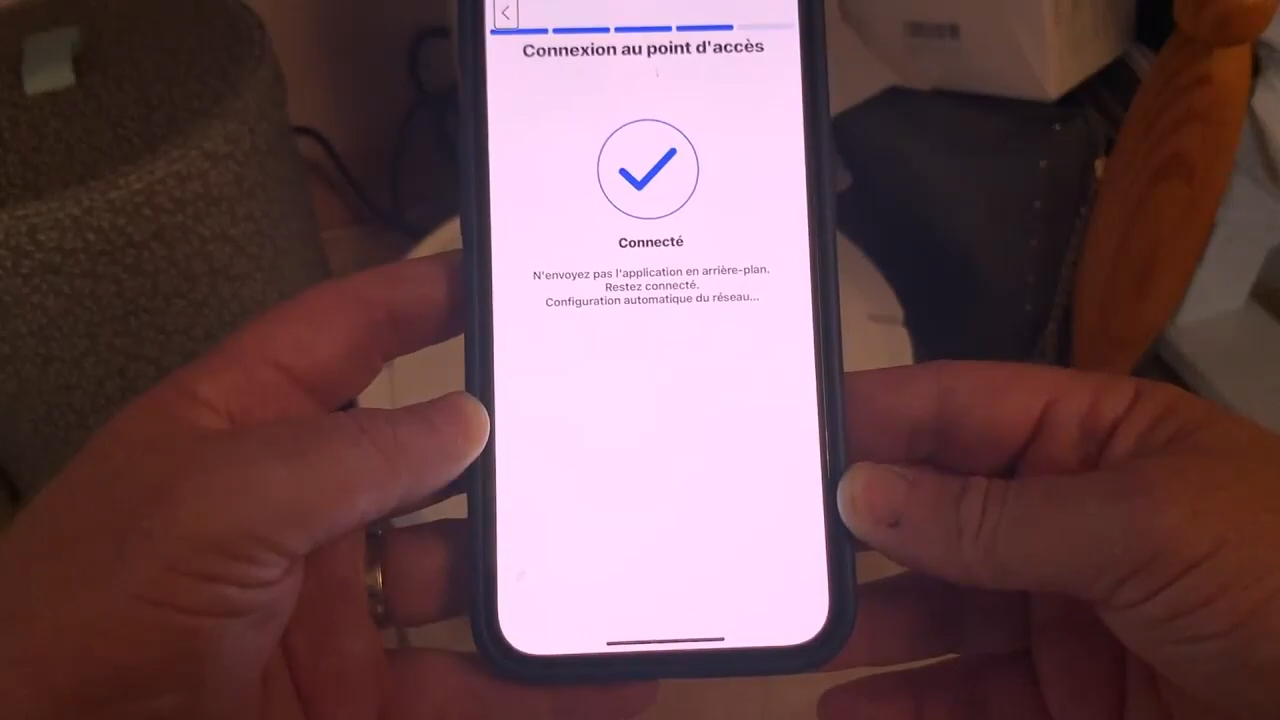 Connexion au point d'accès
Connecté
N'envoyez pas l'application en arrière-plan.
Restez connecté.
Configuration automatique du réseau...